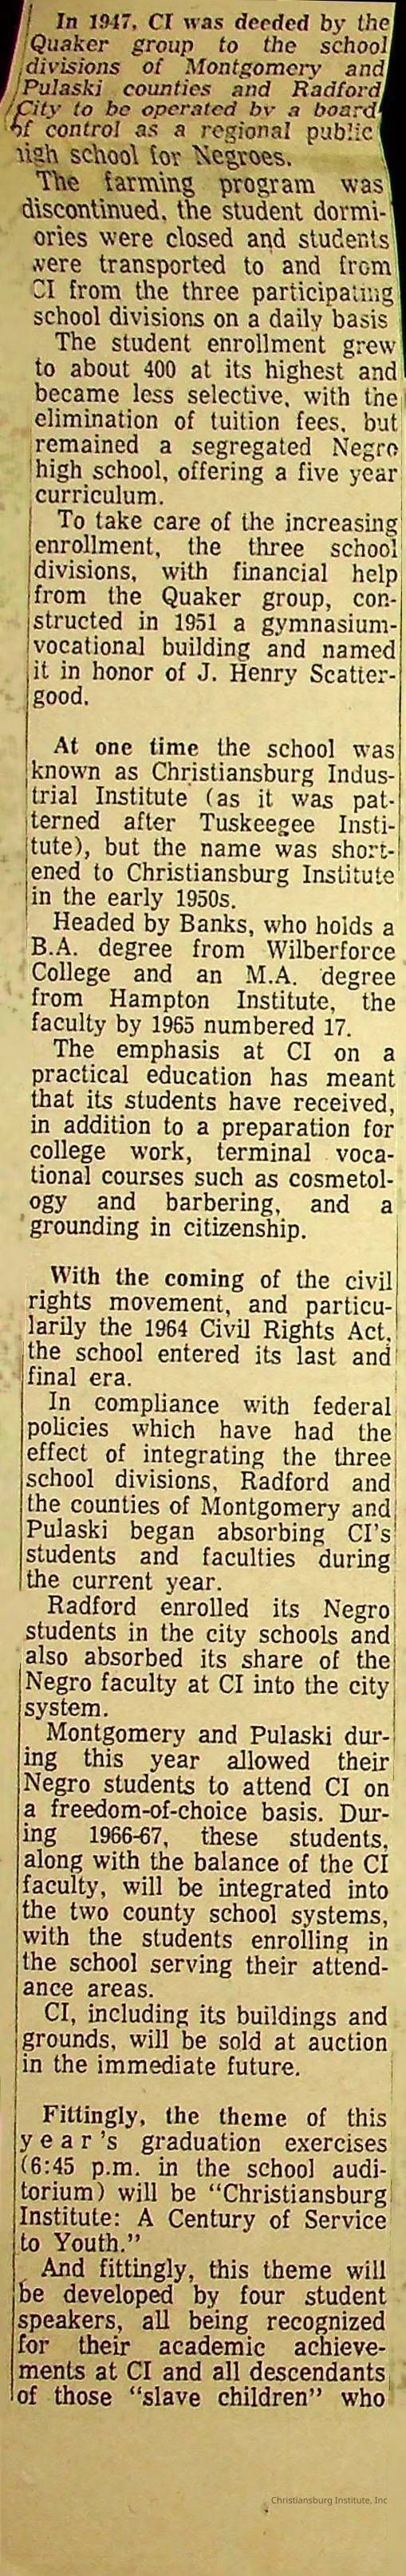 In 1947, CI was deeded by the
Quaker group to the school
divisions of Montgomery and
Pulaski counties and Radford
City to be operated by a board
of control as a regional public
high school for Negroes.
The farming program was
discontinued, the student dormi-
ories were closed and students
were transported to and from
CI from the three participating
school divisions on a daily basis
The student enrollment grew
to about 400 at its highest and
became less selective, with the
elimination of tuition fees, but
remained a segregated Negro
high school, offering a five year
curriculum.
To take care of the increasing
enrollment, the three school
divisions, with financial help
from the Quaker group, con-
structed in 1951 a gymnasium-
vocational building and named
it in honor of J. Henry Scatter-
good.
At one time the school was
known as Christiansburg Indus-
trial Institute (as it was pat-
terned after Tuskeegee Insti-
tute), but the name was short-
ened to Christiansburg Institute
in the early 1950s.
Headed by Banks, who holds a
B.A. degree from Wilberforce
College and an M.A. degree
from Hampton Institute, the
faculty by 1965 numbered 17.
The emphasis at CI on a
practical education has meant
that its students have received,
in addition to a preparation for
college work, terminal voca-
tional courses such as cosmetol-
ogy and barbering, and a
grounding in citizenship.
With the coming of the civil
rights movement, and particu-
larily the 1964 Civil Rights Act,
the school entered its last and
final era.
In compliance with federal
policies which have had the
effect of integrating the three
school divisions, Radford and
the counties of Montgomery and
Pulaski began absorbing CI's
students and faculties during
the current year.
Radford enrolled its Negro
students in the city schools and
also absorbed its share of the
Negro faculty at CI into the city
system.
Montgomery and Pulaski dur-
ing this year allowed their
Negro students to attend CI on
a freedom-of-choice basis. Dur-
ing 1966-67, these students,
along with the balance of the CI
faculty, will be integrated into
the two county school systems,
with the students enrolling in
the school serving their attend-
ance areas.
CI, including its buildings and
grounds, will be sold at auction
in the immediate future.
Fittingly, the theme of this
year's graduation exercises
(6:45 p.m. in the school audi-
torium) will be "Christiansburg
Institute: A Century of Service
to Youth."
And fittingly, this theme will
be developed by four student
speakers, all being recognized
for their academic achieve-
ments at CI and all descendants
of those "slave children" who
Christiansburg Institute, Inc